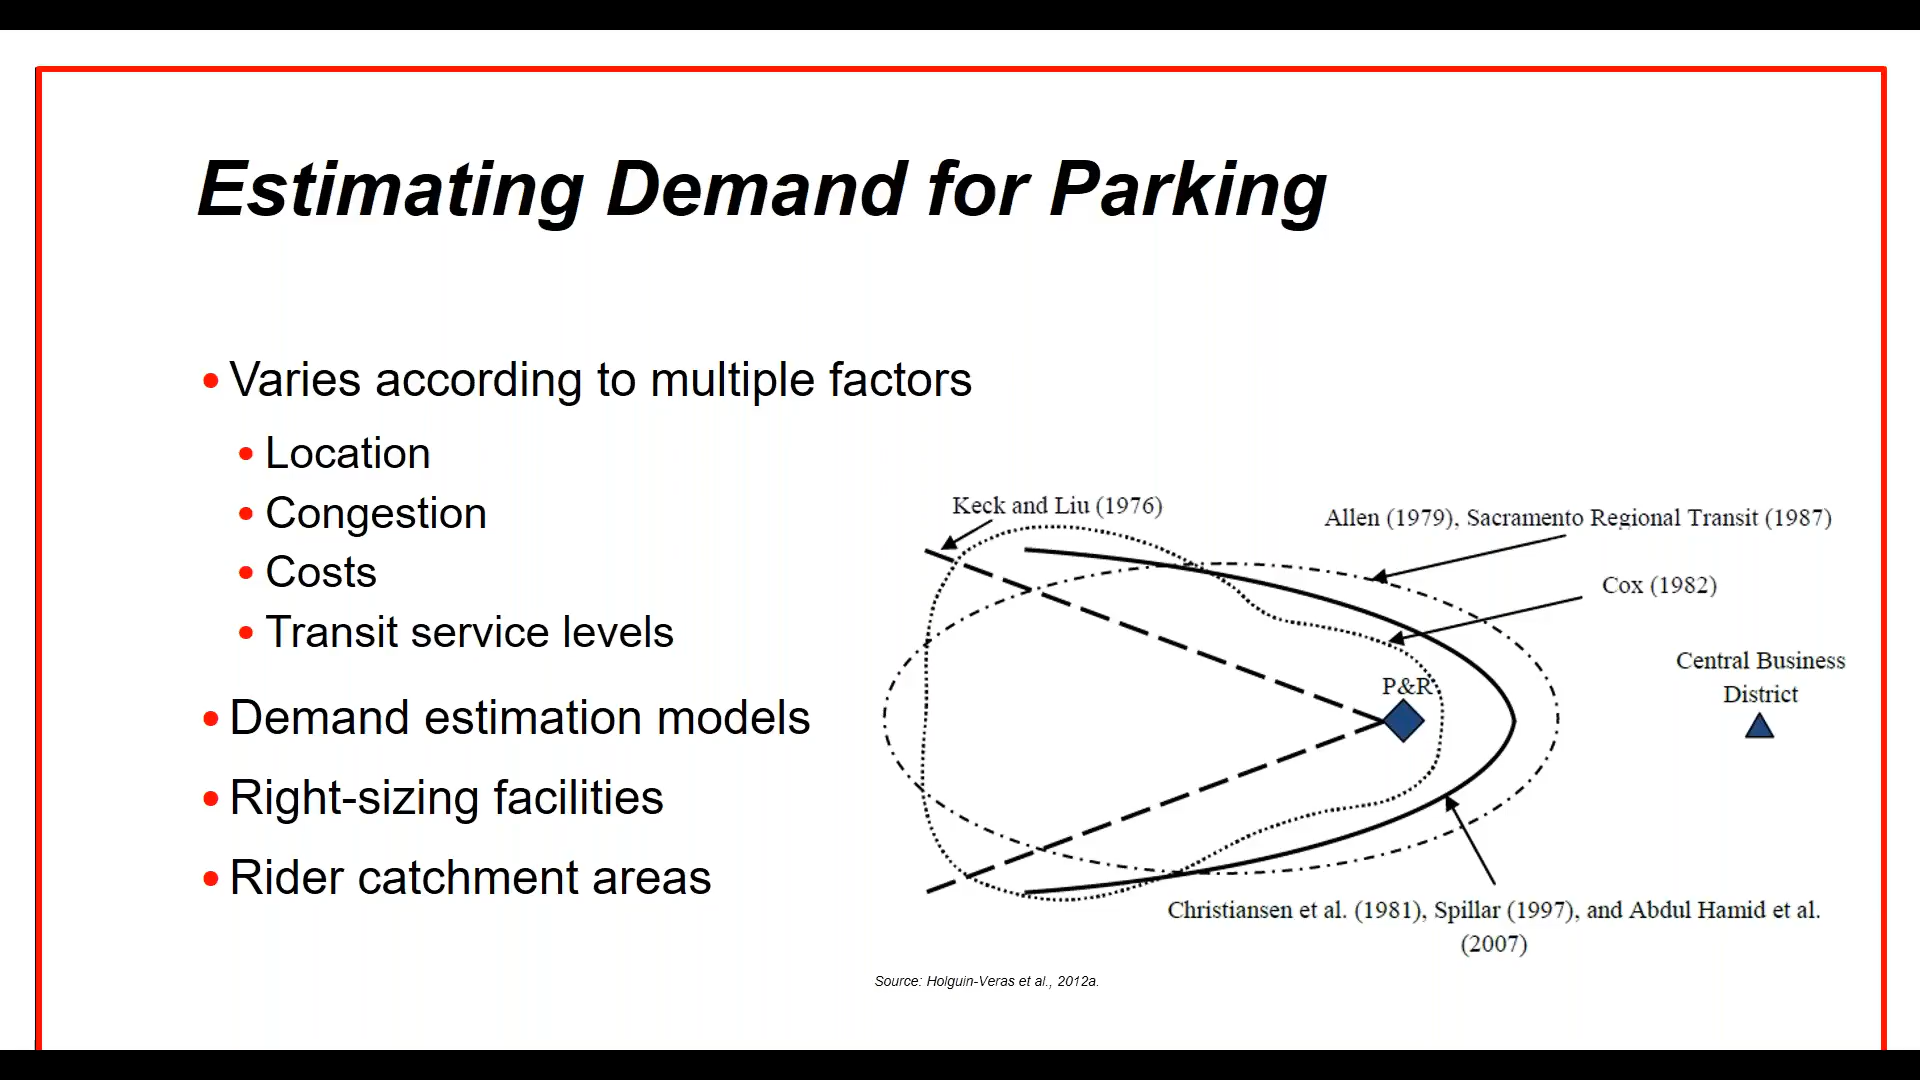 Estimating Demand for Parking
• Varies according to multiple factors
• Location
• Congestion
• Costs
• Transit service levels
• Demand estimation models
• Right-sizing facilities
• Rider catchment areas
Keck and Liu (1976)
Allen (1979), Sacramento Regional Transit (1987)
Cox (1982)
Central Business
District
P&R
Christiansen et al. (1981), Spillar (1997), and Abdul Hamid et al.
(2007)
Source: Holguin-Veras et al., 2012a.